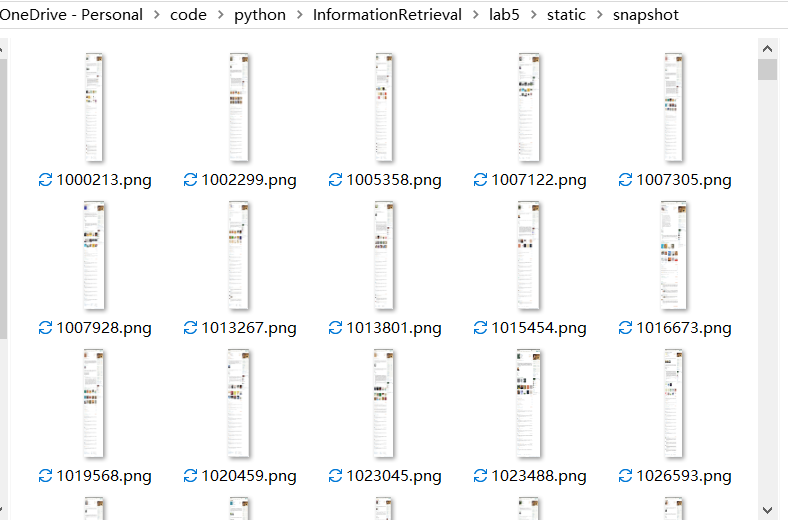 OneDrive - Personal > code > python > InformationRetrieval > lab5 > static > snapshot
1000213.png 1002299.png 1005358.png 1007122.png 1007305.png
1007928.png 1013267.png 1013801.png 1015454.png 1016673.png
1019568.png 1020459.png 1023045.png 1023488.png 1026593.png